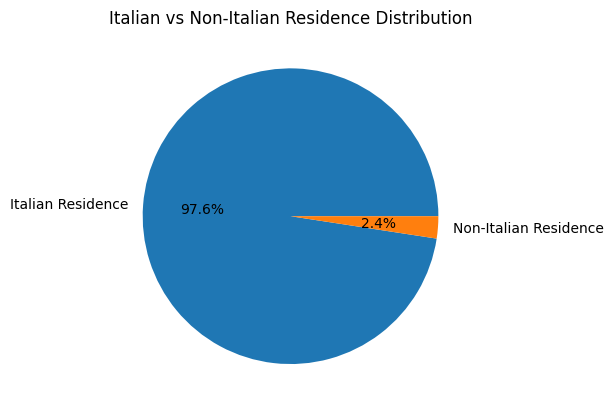 Italian vs Non-Italian Residence Distribution
Italian Residence
97.6%
2.4%
Non-Italian Residence